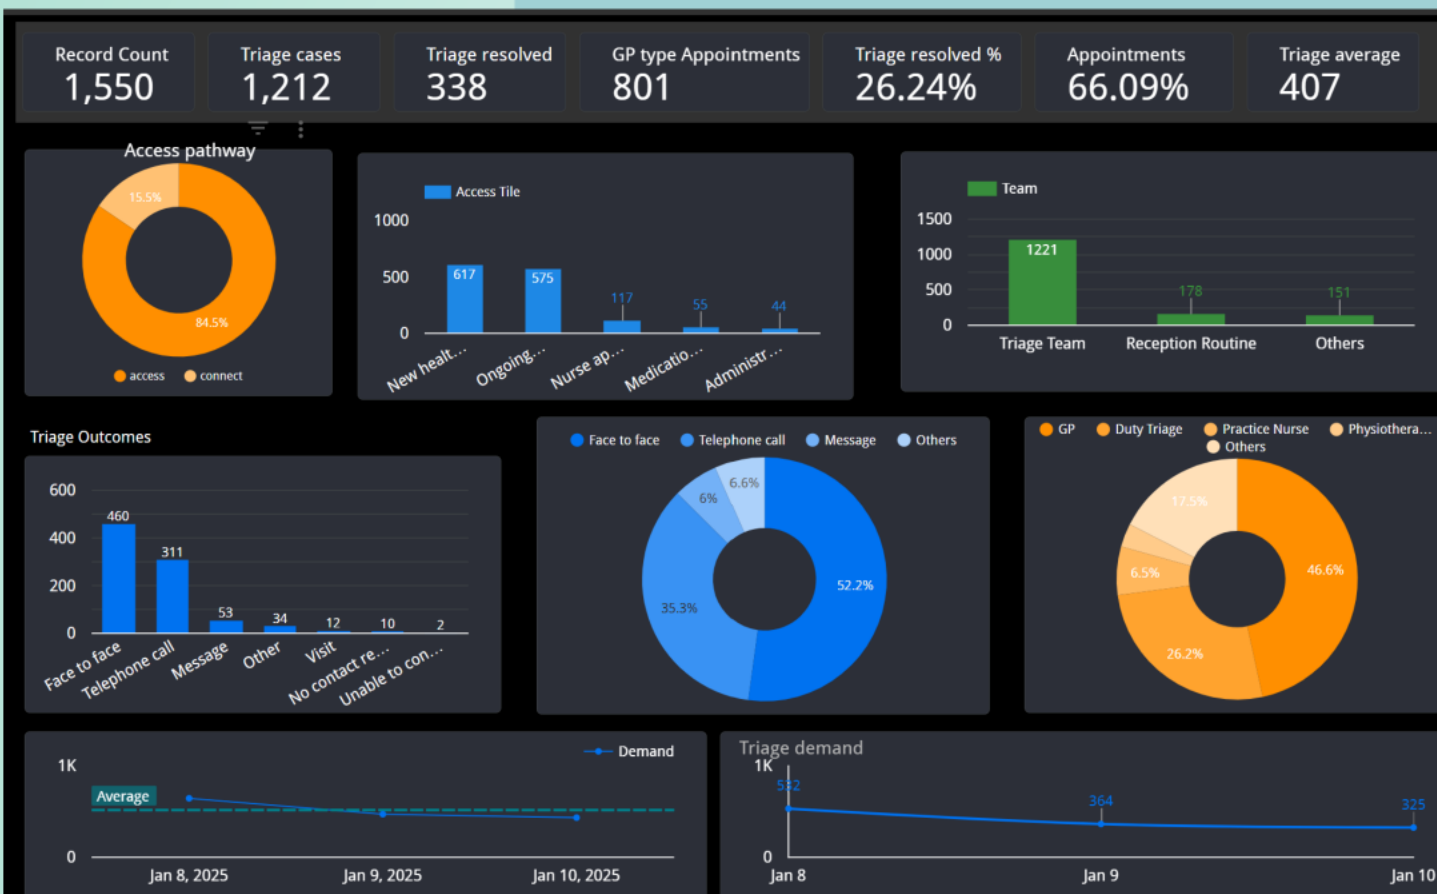 Record Count
1,550
Triage cases
1,212
Triage resolved
338
GP type Appointments
801
Triage resolved %
26.24%
Appointments
66.09%
Triage average
407
Access pathway
15.5%
84.5%
access connect
Access Tile
1000
500
0
617
575
117
55
44
New healt...
Ongoing...
Nurse ap...
Medicatio...
Administr...
Team
1500
1000
500
0
1221
178
151
Triage Team
Reception Routine
Others
Triage Outcomes
600
400
200
0
460
311
53
34
12
10
2
Face to face
Telephone call
Message
Other
Visit
No contact re...
Unable to con...
Face to face Telephone call Message Others
6.6%
6%
52.2%
35.3%
GP Duty Triage Practice Nurse Physiothera...
Others
17.5%
46.6%
6.5%
26.2%
Demand
1K
Average
0
Jan 8, 2025
Jan 9, 2025
Jan 10, 2025
Triage demand
1K
532
364
325
0
Jan 8
Jan 9
Jan 10